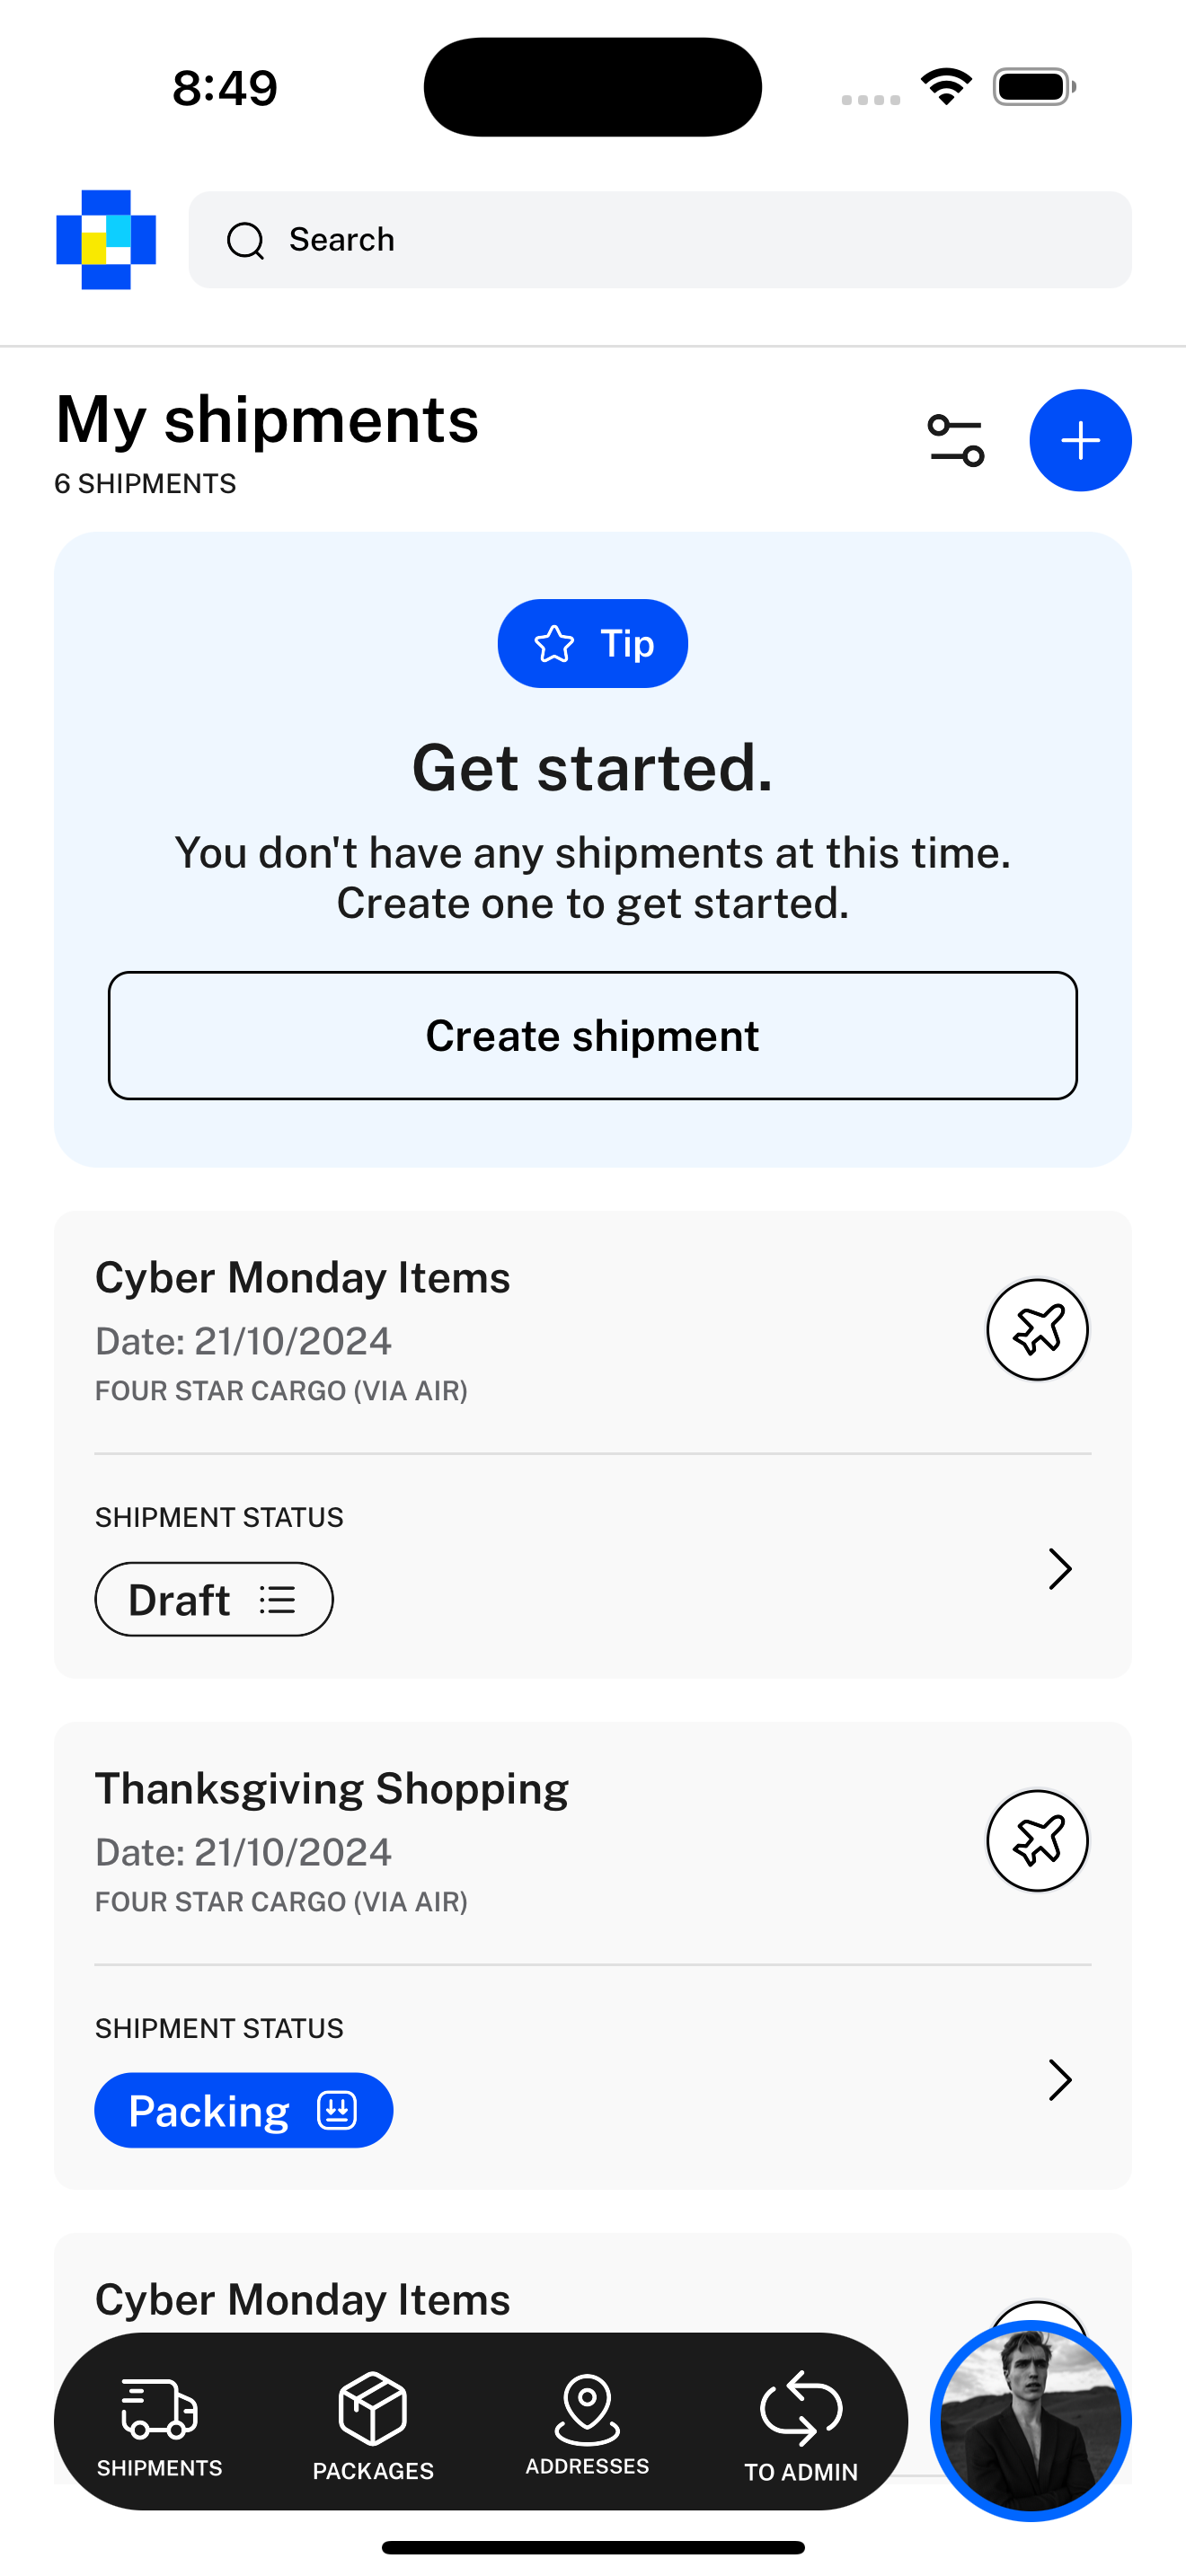 8:49
Search
My shipments
6 SHIPMENTS
Tip
Get started.
You don't have any shipments at this time.
Create one to get started.
Create shipment
Cyber Monday Items
Date: 21/10/2024
FOUR STAR CARGO (VIA AIR)
SHIPMENT STATUS
Draft
Thanksgiving Shopping
Date: 21/10/2024
FOUR STAR CARGO (VIA AIR)
SHIPMENT STATUS
Packing
Cyber Monday Items
SHIPMENTS
PACKAGES
ADDRESSES
TO ADMIN